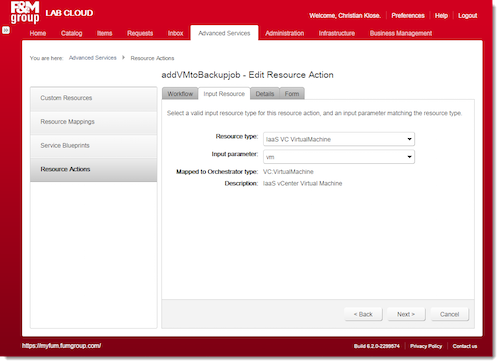 F&M
group
LAB CLOUD
Welcome, Christian Klose.
Preferences
Help
Logout
Home
Catalog
Items
Requests
Inbox
Advanced Services
Administration
Infrastructure
Business Management
You are here:
Advanced Services
Resource Actions
addVMtoBackupjob - Edit Resource Action
Custom Resources
Resource Mappings
Service Blueprints
Resource Actions
Workflow
Input Resource
Details
Form
Select a valid input resource type for this resource action, and an input parameter matching the resource type.
Resource type:
IaaS VC VirtualMachine
Input parameter:
vm
Mapped to Orchestrator type:
VC:VirtualMachine
Description:
IaaS vCenter Virtual Machine
< Back
Next >
Cancel
https://myfum.fumgroup.com/
Build 6.2.0-2299574
Privacy Policy
Contact us